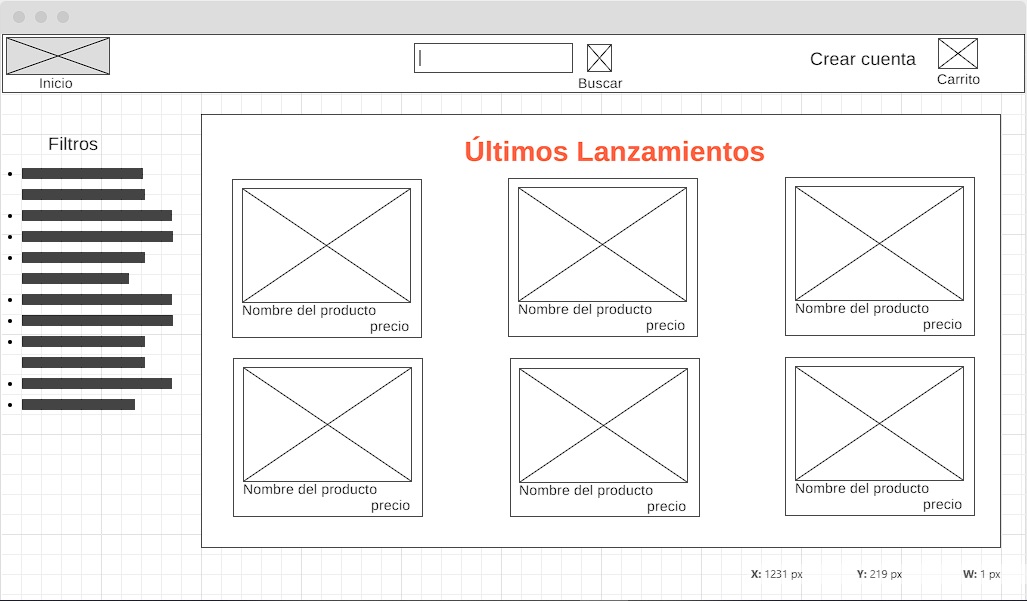 Inicio
Buscar
Crear cuenta
Carrito
Filtros
Últimos Lanzamientos
Nombre del producto
precio
Nombre del producto
precio
Nombre del producto
precio
Nombre del producto
precio
Nombre del producto
precio
Nombre del producto
precio
X: 1231 px Y: 219 px W: 1 px